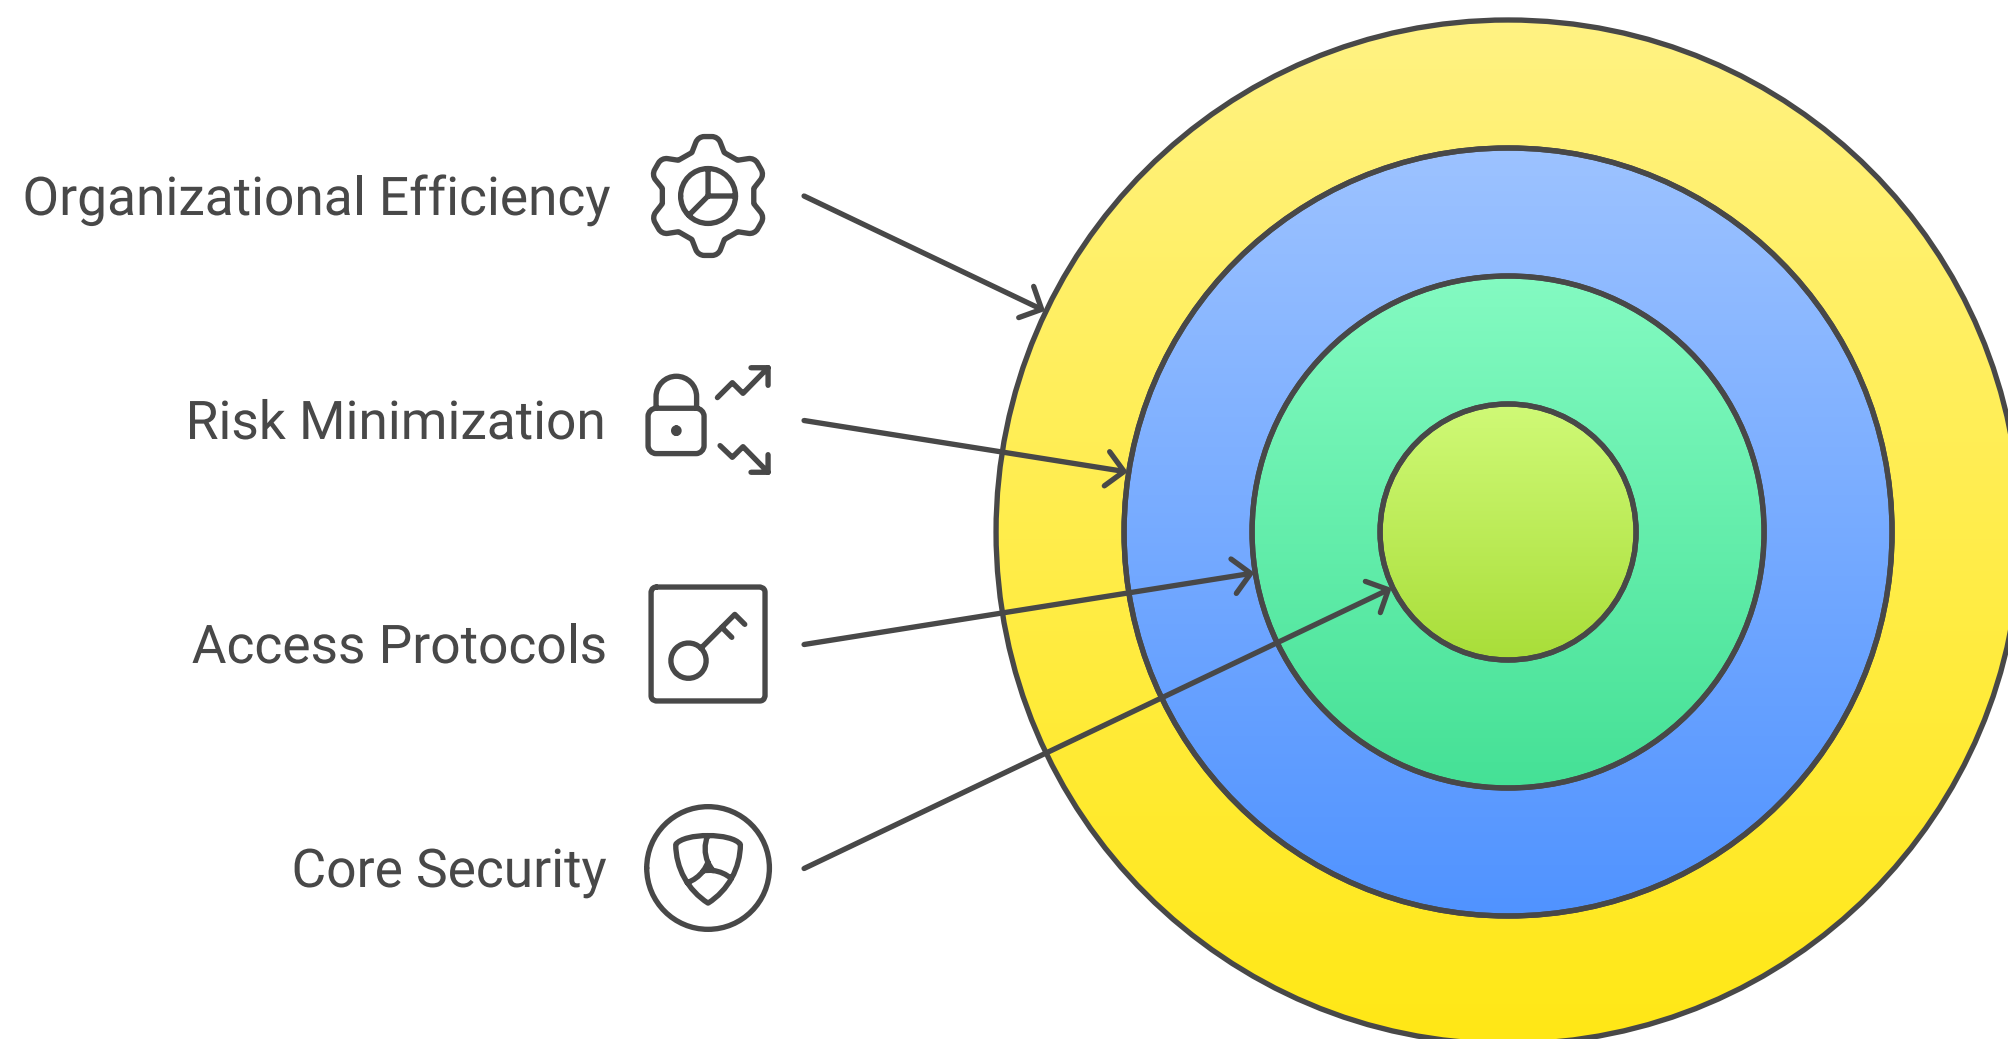 Organizational Efficiency
Risk Minimization
Access Protocols
Core Security